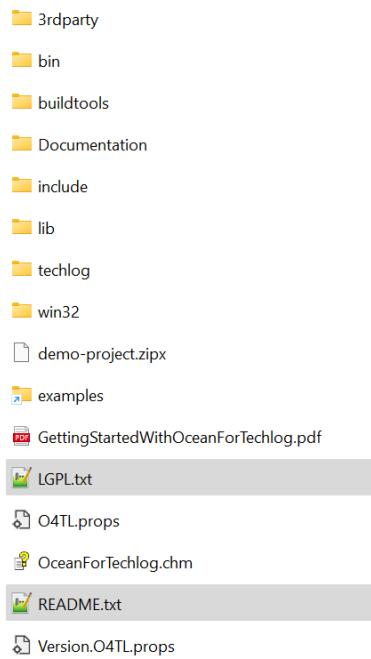 3rdparty
bin
buildtools
Documentation
include
lib
techlog
win32
demo-project.zipx
examples
PDF GettingStartedWithOceanForTechlog.pdf
LGPL.txt
O4TL.props
OceanForTechlog.chm
README.txt
Version.O4TL.props